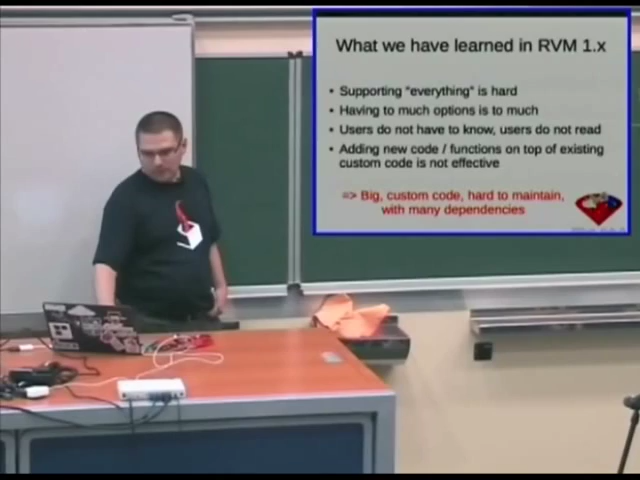 What we have learned in RVM 1.x
• Supporting "everything" is hard
• Having to much options is to much
• Users do not have to know, users do not read
• Adding new code / functions on top of existing
custom code is not effective
=> Big, custom code, hard to maintain,
with many dependencies